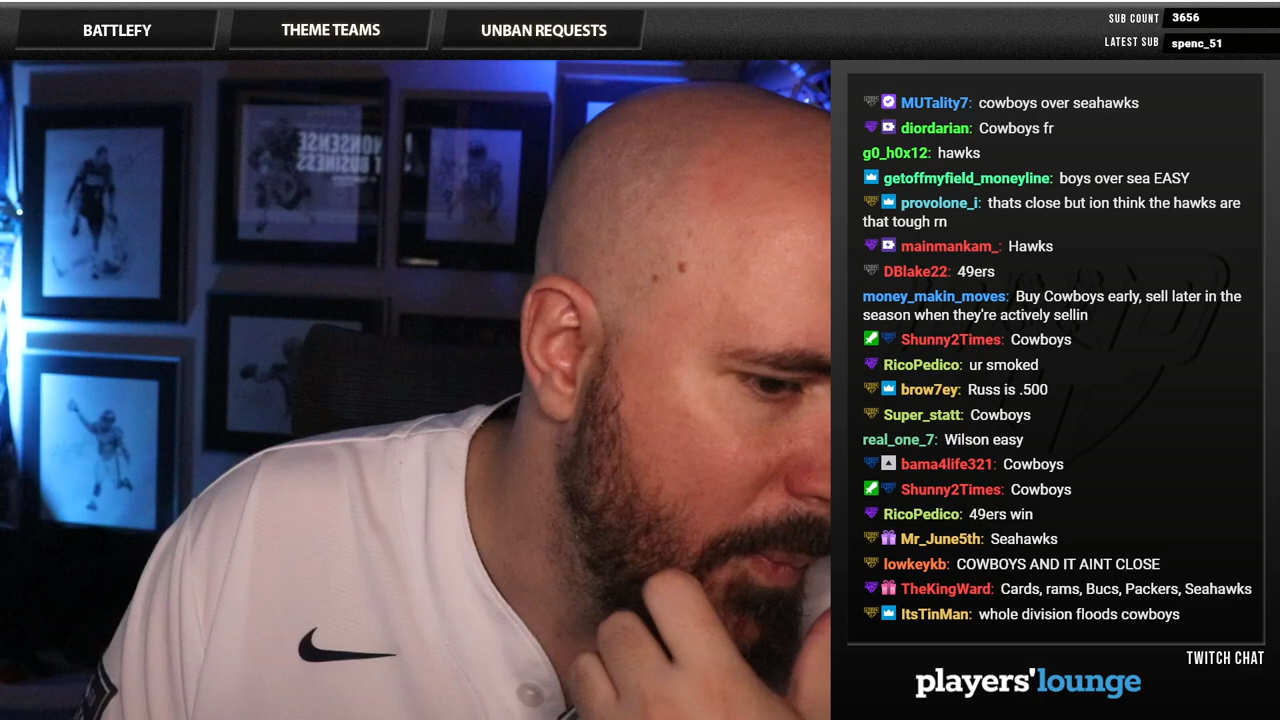 BATTLEFY
THEME TEAMS
UNBAN REQUESTS
SUB COUNT 3656
LATEST SUB spenc_51
NONSENSE
MUTality7: cowboys over seahawks
diordarian: Cowboys fr
g0_h0x12: hawks
getoffmyfield_moneyline: boys over sea EASY
provolone_i: thats close but ion think the hawks are
that tough rn
mainmankam_: Hawks
DBlake22: 49ers
money_makin_moves: Buy Cowboys early, sell later in the
season when they're actively sellin
Shunny2Times: Cowboys
RicoPedico: ur smoked
brow7ey: Russ is .500
Super_statt: Cowboys
real_one_7: Wilson easy
bama4life321: Cowboys
Shunny2Times: Cowboys
RicoPedico: 49ers win
Mr_June5th: Seahawks
lowkeykb: COWBOYS AND IT AINT CLOSE
TheKingWard: Cards, rams, Bucs, Packers, Seahawks
ItsTinMan: whole division floods cowboys
TWITCH CHAT
players'lounge